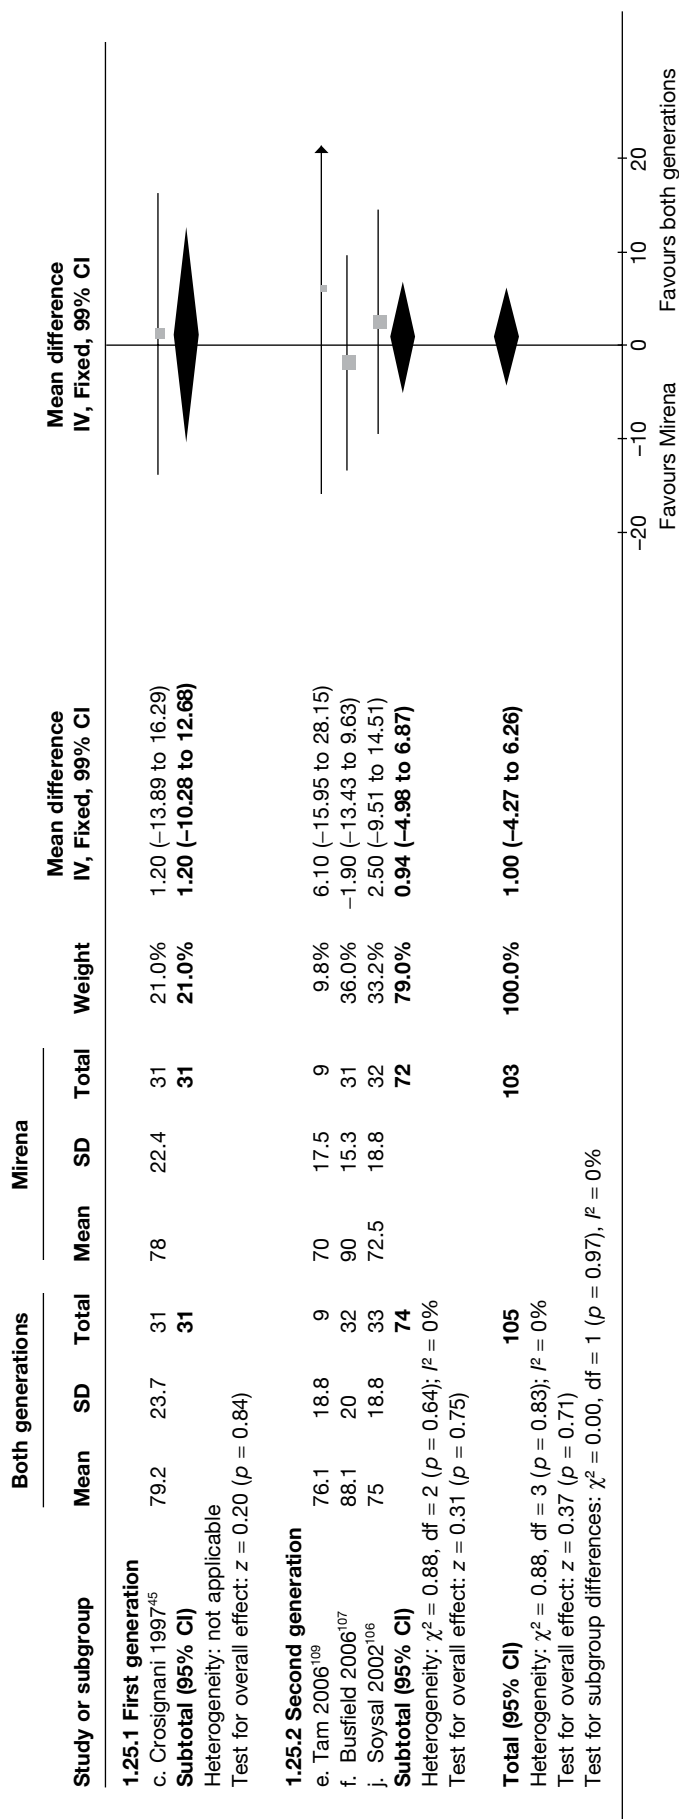 Both generations Mirena Mean difference Mean difference
Study or subgroup Mean SD Total Mean SD Total Weight IV, Fixed, 99% CI IV, Fixed, 99% CI
1.25.1 First generation
c. Crosignani 1997⁴⁵ 79.2 23.7 31 78 22.4 31 21.0% 1.20 (−13.89 to 16.29)
Subtotal (95% CI) 31 31 21.0% 1.20 (−10.28 to 12.68)
Heterogeneity: not applicable
Test for overall effect: z = 0.20 (p = 0.84)
1.25.2 Second generation
e. Tam 2006¹⁰⁹ 76.1 18.8 9 70 17.5 9 9.8% 6.10 (−15.95 to 28.15)
f. Busfield 2006¹⁰⁷ 88.1 20 32 90 15.3 31 36.0% −1.90 (−13.43 to 9.63)
j. Soysal 2002¹⁰⁶ 75 18.8 33 72.5 18.8 32 33.2% 2.50 (−9.51 to 14.51)
Subtotal (95% CI) 74 72 79.0% 0.94 (−4.98 to 6.87)
Heterogeneity: χ² = 0.88, df = 2 (p = 0.64); I² = 0%
Test for overall effect: z = 0.31 (p = 0.75)
Total (95% CI) 105 103 100.0% 1.00 (−4.27 to 6.26)
Heterogeneity: χ² = 0.88, df = 3 (p = 0.83); I² = 0%
Test for overall effect: z = 0.37 (p = 0.71)
Test for subgroup differences: χ² = 0.00, df = 1 (p = 0.97), I² = 0%
−20 −10 0 10 20
Favours Mirena Favours both generations